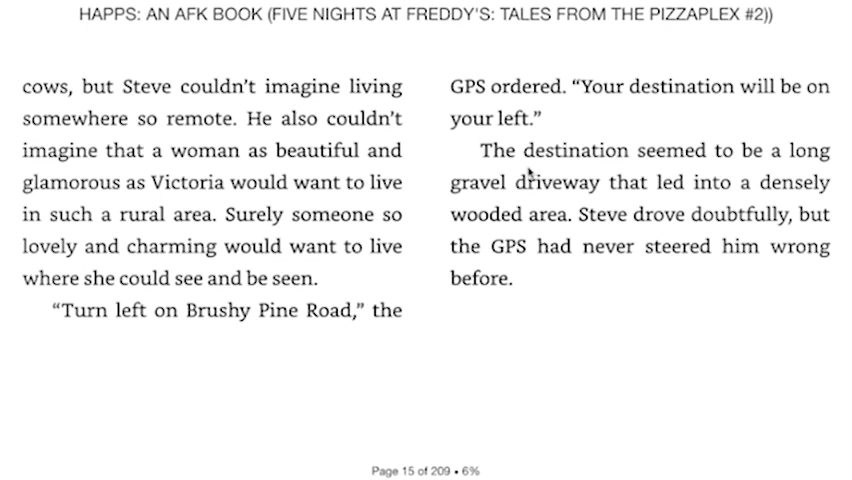 HAPPS: AN AFK BOOK (FIVE NIGHTS AT FREDDY'S: TALES FROM THE PIZZAPLEX #2))
cows, but Steve couldn’t imagine living
somewhere so remote. He also couldn’t
imagine that a woman as beautiful and
glamorous as Victoria would want to live
in such a rural area. Surely someone so
lovely and charming would want to live
where she could see and be seen.
“Turn left on Brushy Pine Road,” the
GPS ordered. “Your destination will be on
your left.”
The destination seemed to be a long
gravel driveway that led into a densely
wooded area. Steve drove doubtfully, but
the GPS had never steered him wrong
before.
Page 15 of 209 • 6%